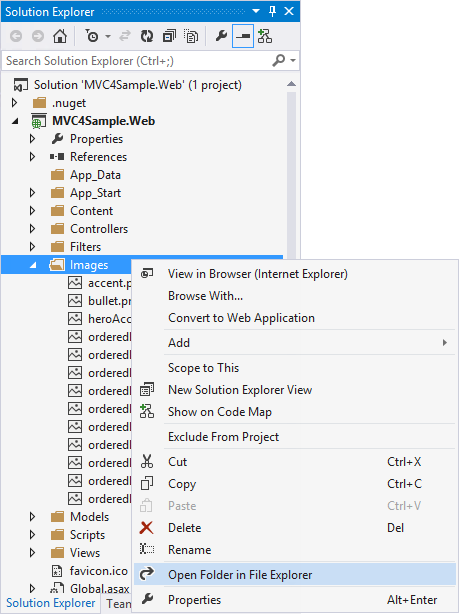 Solution Explorer
Search Solution Explorer (Ctrl+;)
Solution 'MVC4Sample.Web' (1 project)
.nuget
MVC4Sample.Web
Properties
References
App_Data
App_Start
Content
Controllers
Filters
Images
accent.p
bullet.pr
heroAcc
orderedl
orderedl
orderedl
orderedl
orderedl
orderedl
orderedl
orderedl
orderedl
Models
Scripts
Views
favicon.ico
Global.asax
Solution Explorer Team
View in Browser (Internet Explorer)
Browse With...
Convert to Web Application
Add
Scope to This
New Solution Explorer View
Show on Code Map
Exclude From Project
Cut Ctrl+X
Copy Ctrl+C
Paste Ctrl+V
Delete Del
Rename
Open Folder in File Explorer
Properties Alt+Enter